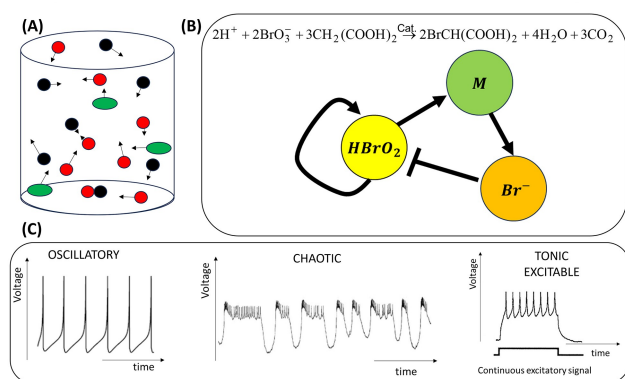 (A)
(B)
2H⁺ + 2BrO₃⁻ + 3CH₂(COOH)₂ →Cat. 2BrCH(COOH)₂ + 4H₂O + 3CO₂
M
HBrO₂
Br⁻
(C)
OSCILLATORY
Voltage
time
CHAOTIC
Voltage
time
TONIC
EXCITABLE
Voltage
time
Continuous excitatory signal